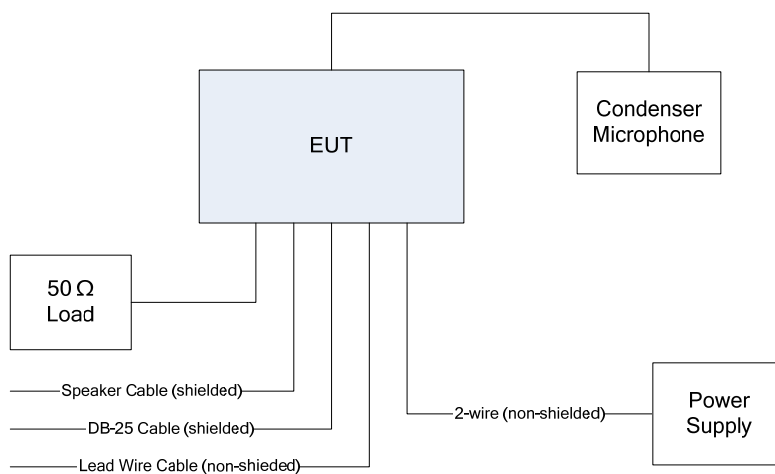 Condenser
Microphone
EUT
50 Ω
Load
Speaker Cable (shielded)
DB-25 Cable (shielded)
Lead Wire Cable (non-shieded)
2-wire (non-shielded)
Power
Supply